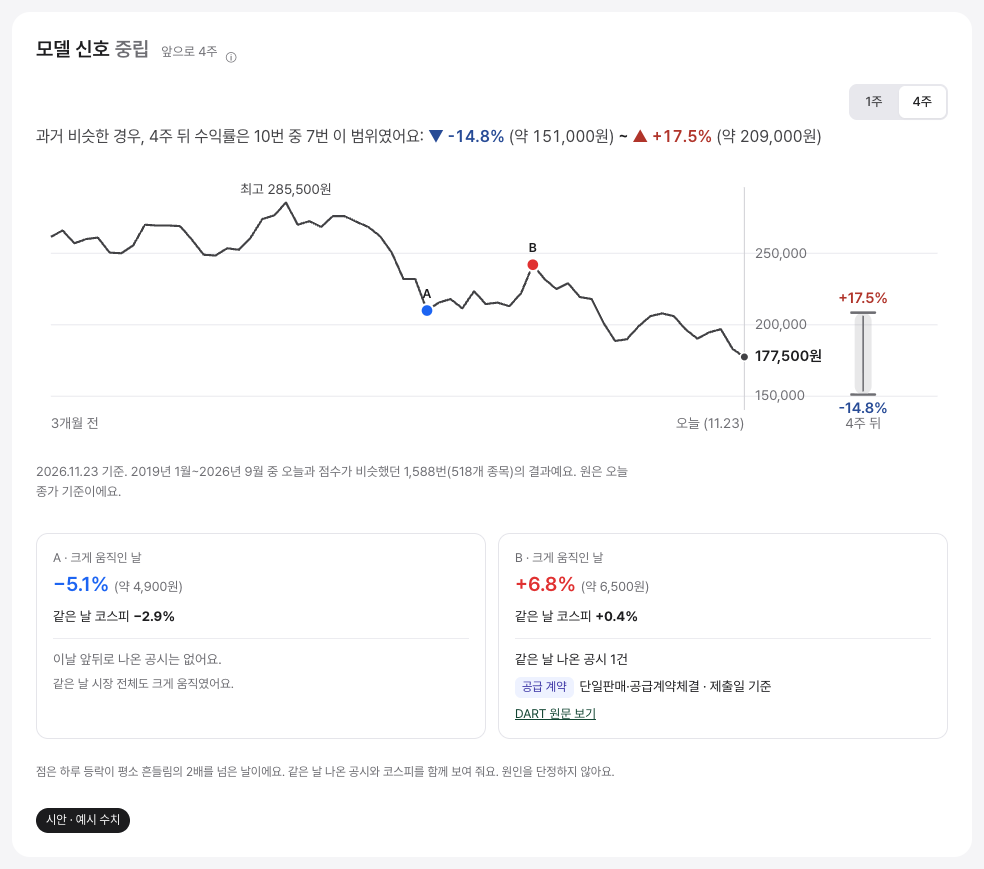 모델 신호 중립 앞으로 4주 ⓘ
1주 4주
과거 비슷한 경우, 4주 뒤 수익률은 10번 중 7번 이 범위였어요: ▼ -14.8% (약 151,000원) ~ ▲ +17.5% (약 209,000원)
최고 285,500원
B
A
250,000
+17.5%
200,000
177,500원
150,000
-14.8%
3개월 전
오늘 (11.23)
4주 뒤
2026.11.23 기준. 2019년 1월~2026년 9월 중 오늘과 점수가 비슷했던 1,588번(518개 종목)의 결과예요. 원은 오늘
종가 기준이에요.
A · 크게 움직인 날
−5.1% (약 4,900원)
같은 날 코스피 −2.9%
이날 앞뒤로 나온 공시는 없어요.
같은 날 시장 전체도 크게 움직였어요.
B · 크게 움직인 날
+6.8% (약 6,500원)
같은 날 코스피 +0.4%
같은 날 나온 공시 1건
공급 계약 단일판매·공급계약체결 · 제출일 기준
DART 원문 보기
점은 하루 등락이 평소 흔들림의 2배를 넘은 날이에요. 같은 날 나온 공시와 코스피를 함께 보여 줘요. 원인을 단정하지 않아요.
시안 · 예시 수치